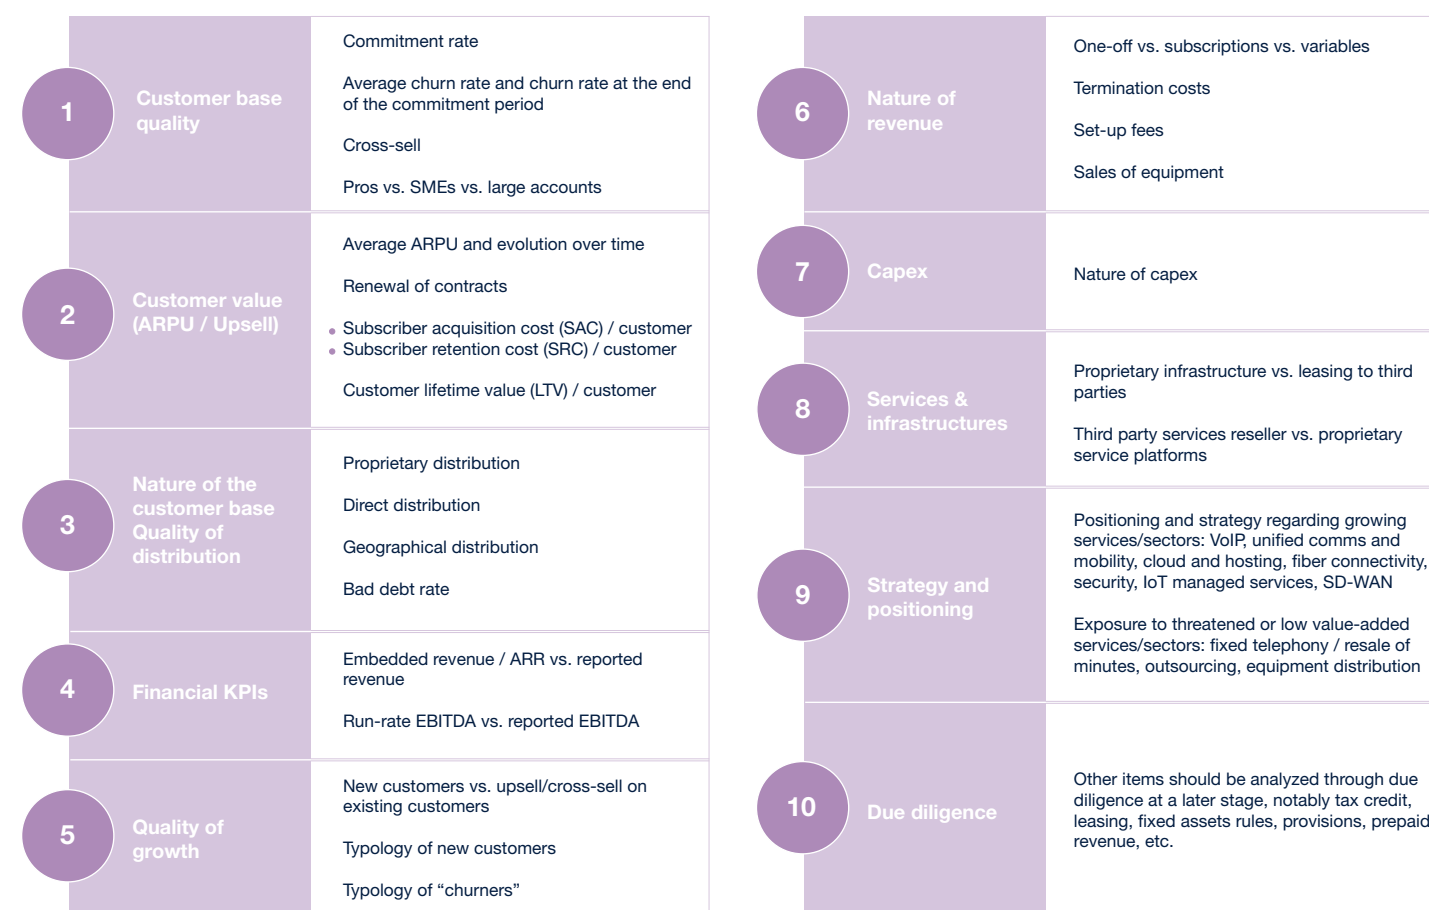 1
Customer base
quality
Commitment rate
Average churn rate and churn rate at the end
of the commitment period
Cross-sell
Pros vs. SMEs vs. large accounts
2
Customer value
(ARPU / Upsell)
Average ARPU and evolution over time
Renewal of contracts
Subscriber acquisition cost (SAC) / customer
Subscriber retention cost (SRC) / customer
Customer lifetime value (LTV) / customer
3
Nature of the
customer base
Quality of
distribution
Proprietary distribution
Direct distribution
Geographical distribution
Bad debt rate
4
Financial KPIs
Embedded revenue / ARR vs. reported
revenue
Run-rate EBITDA vs. reported EBITDA
5
Quality of
growth
New customers vs. upsell/cross-sell on
existing customers
Typology of new customers
Typology of “churners”
6
Nature of
revenue
One-off vs. subscriptions vs. variables
Termination costs
Set-up fees
Sales of equipment
7
Capex
Nature of capex
8
Services &
infrastructures
Proprietary infrastructure vs. leasing to third
parties
Third party services reseller vs. proprietary
service platforms
9
Strategy and
positioning
Positioning and strategy regarding growing
services/sectors: VoIP, unified comms and
mobility, cloud and hosting, fiber connectivity,
security, IoT managed services, SD-WAN
Exposure to threatened or low value-added
services/sectors: fixed telephony / resale of
minutes, outsourcing, equipment distribution
10
Due diligence
Other items should be analyzed through due
diligence at a later stage, notably tax credit,
leasing, fixed assets rules, provisions, prepaid
revenue, etc.